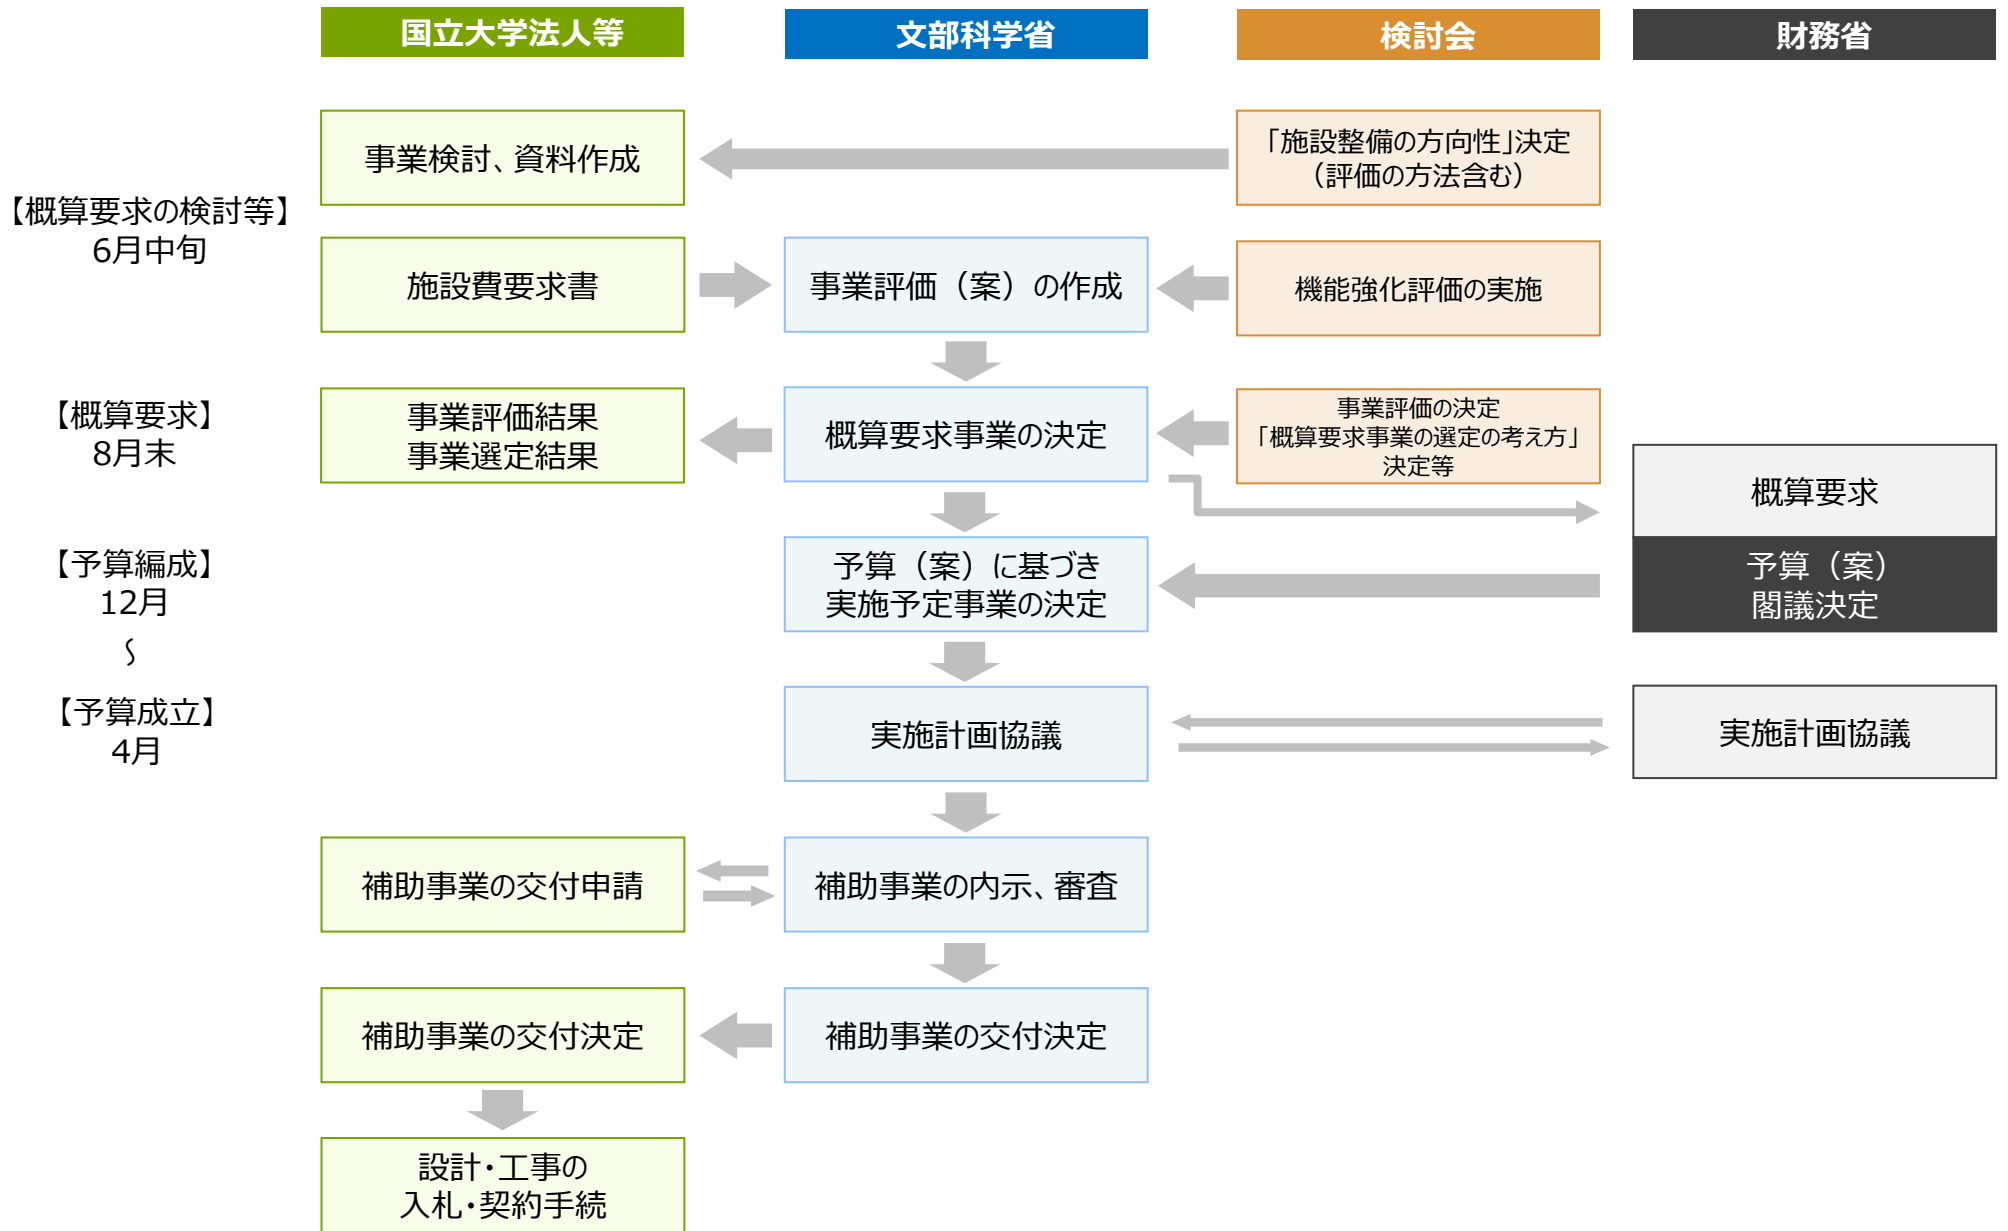 国立大学法人等
文部科学省
検討会
財務省
【概算要求の検討等】
6月中旬
事業検討、資料作成
「施設整備の方向性」決定
（評価の方法含む）
施設費要求書
事業評価（案）の作成
機能強化評価の実施
【概算要求】
8月末
事業評価結果
事業選定結果
概算要求事業の決定
事業評価の決定
「概算要求事業の選定の考え方」
決定等
概算要求
【予算編成】
12月
～
予算（案）に基づき
実施予定事業の決定
予算（案）
閣議決定
【予算成立】
4月
実施計画協議
実施計画協議
補助事業の交付申請
補助事業の内示、審査
補助事業の交付決定
補助事業の交付決定
設計・工事の
入札・契約手続